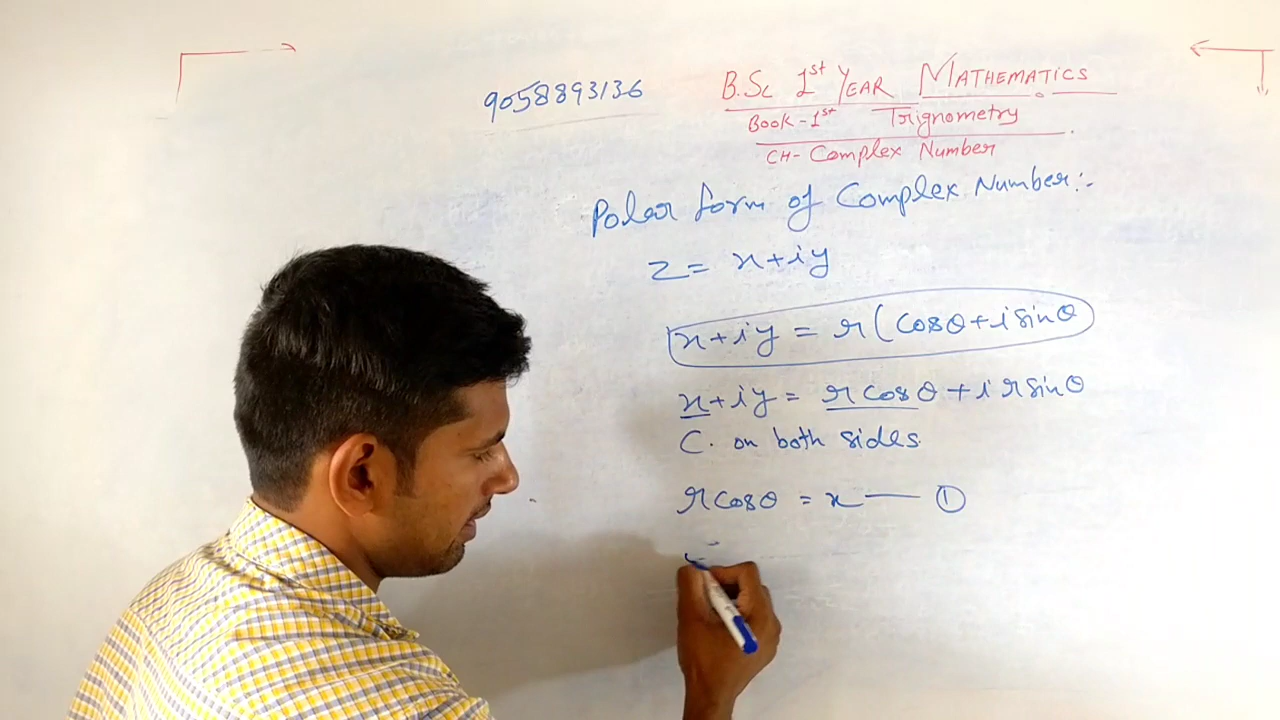 9058893136
B.Sc 1st YEAR MATHEMATICS
Book-1st Trignometry
CH- Complex Number
Polar form of Complex Number:-
z= x+iy
x+iy = r(cosθ+i sinθ
x+iy = r cosθ+i r sinθ
C. on both sides.
r cosθ = x — ①